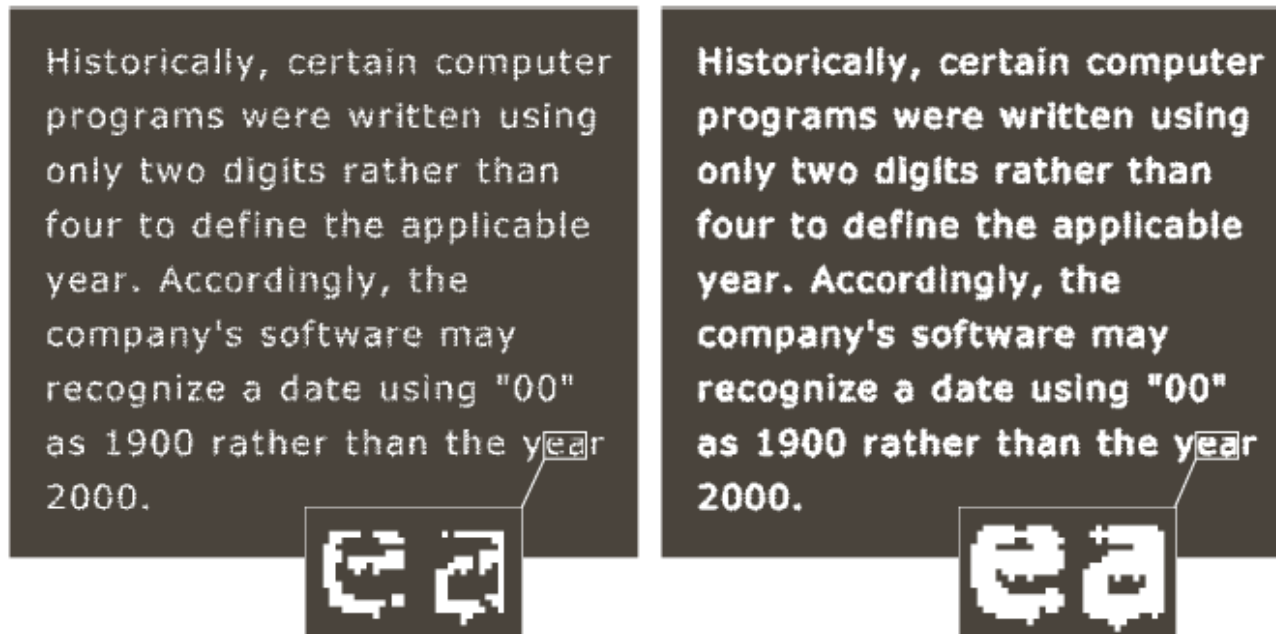 Historically, certain computer
programs were written using
only two digits rather than
four to define the applicable
year. Accordingly, the
company's software may
recognize a date using "00"
as 1900 rather than the year
2000.
ea
Historically, certain computer
programs were written using
only two digits rather than
four to define the applicable
year. Accordingly, the
company's software may
recognize a date using "00"
as 1900 rather than the year
2000.
ea